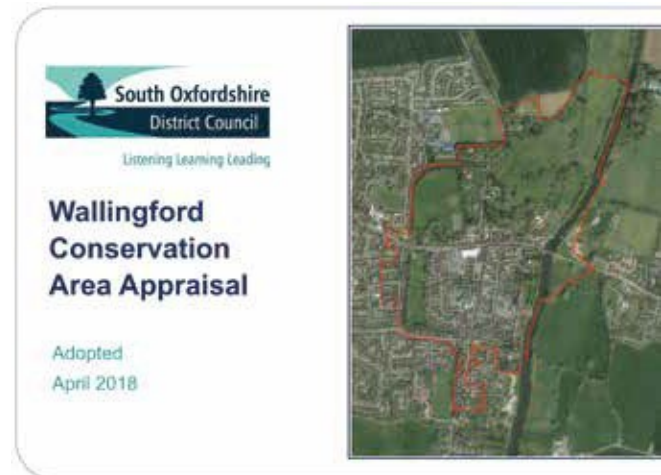 South Oxfordshire
District Council
Listening Learning Leading
Wallingford
Conservation
Area Appraisal
Adopted
April 2018